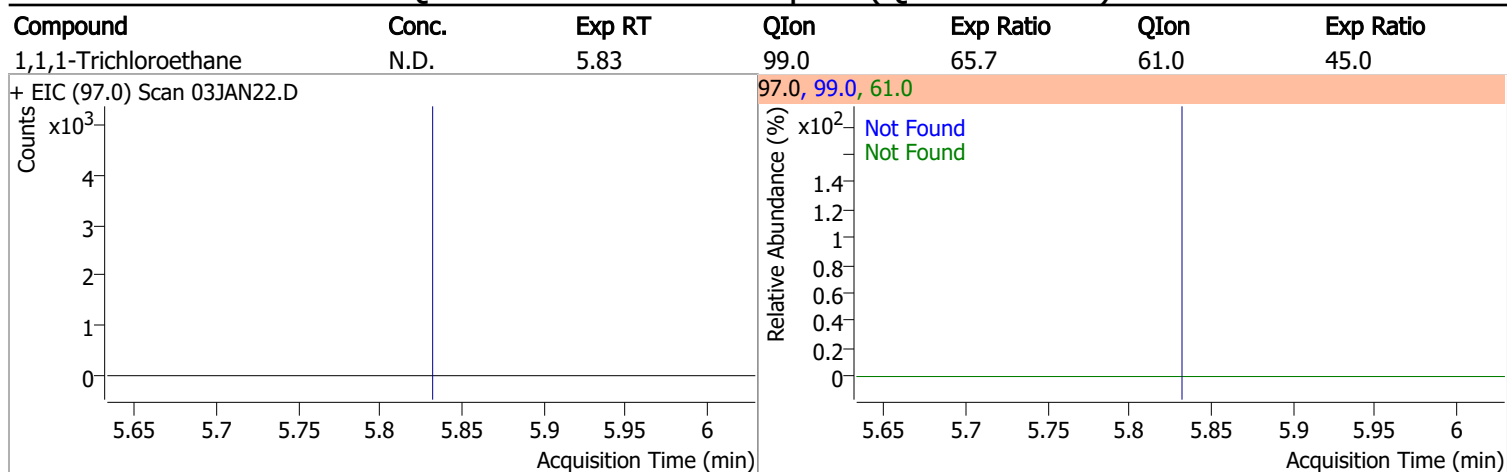 Compound Conc. Exp RT QIon Exp Ratio QIon Exp Ratio
1,1,1-Trichloroethane N.D. 5.83 99.0 65.7 61.0 45.0
+ EIC (97.0) Scan 03JAN22.D
Counts
x10³
4
3
2
1
0
5.65 5.7 5.75 5.8 5.85 5.9 5.95 6
Acquisition Time (min)
97.0, 99.0, 61.0
Relative Abundance (%)
x10²
Not Found
Not Found
1.4
1.2
1
0.8
0.6
0.4
0.2
0
5.65 5.7 5.75 5.8 5.85 5.9 5.95 6
Acquisition Time (min)